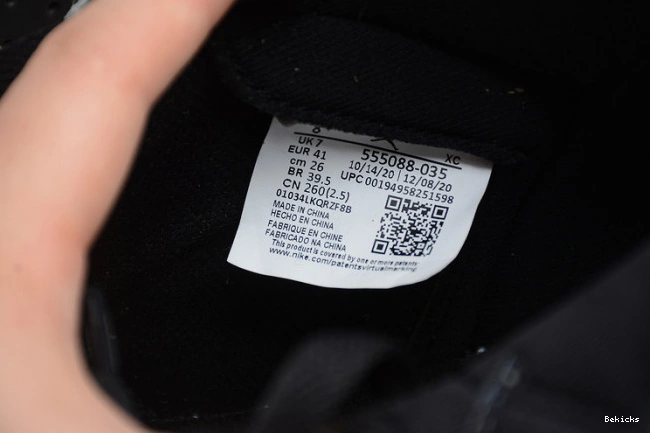 8
UK 7
EUR 41
cm 26
BR 39.5
CN 260(2.5)
01034LKQRZF8B
XC
555088-035
10/14/20 | 12/08/20
UPC 00194958251598
MADE IN CHINA
HECHO EN CHINA
FABRIQUE EN CHINE
FABRICADO NA CHINA
This product is covered by one or more patents
www.nike.com/patentsvirtualmarking
Bekicks